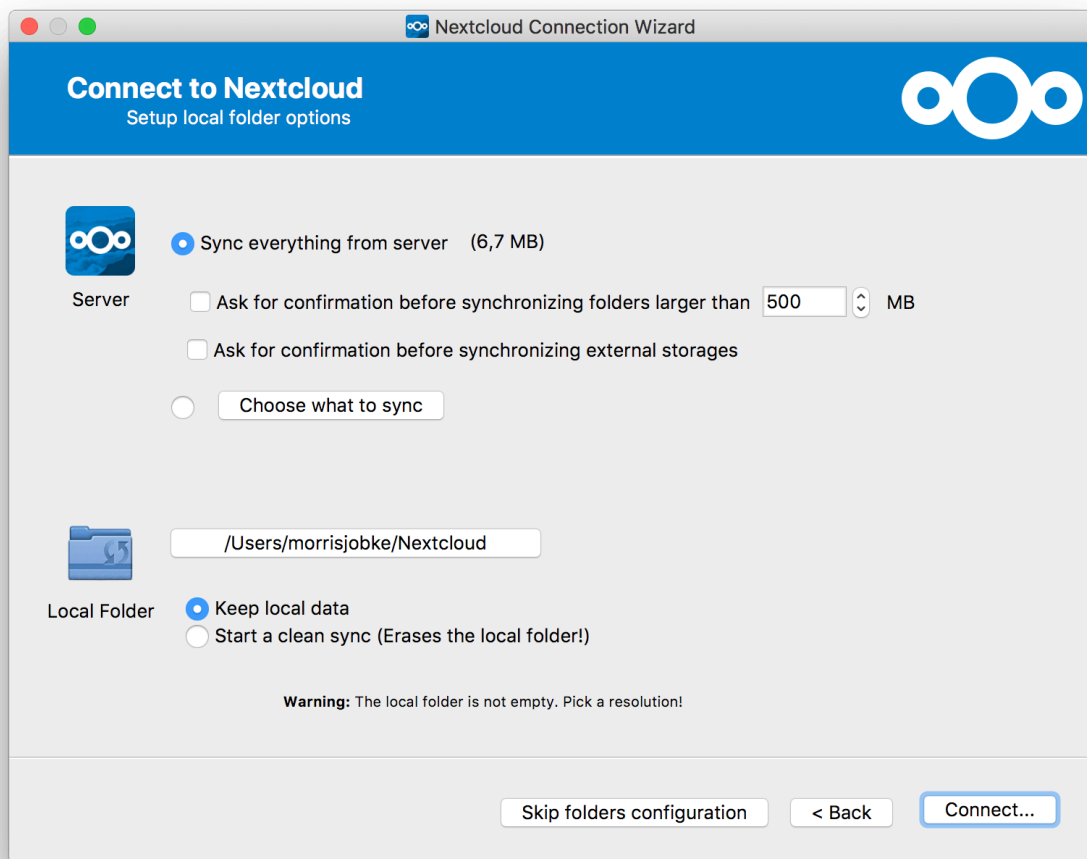 Nextcloud Connection Wizard
Connect to Nextcloud
Setup local folder options
Sync everything from server (6,7 MB)
Server
Ask for confirmation before synchronizing folders larger than 500 MB
Ask for confirmation before synchronizing external storages
Choose what to sync
/Users/morrisjobke/Nextcloud
Local Folder
Keep local data
Start a clean sync (Erases the local folder!)
Warning: The local folder is not empty. Pick a resolution!
Skip folders configuration < Back Connect...